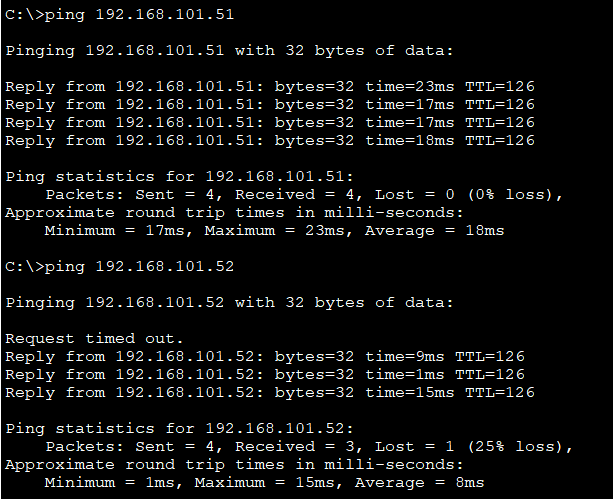 C:\>ping 192.168.101.51
Pinging 192.168.101.51 with 32 bytes of data:
Reply from 192.168.101.51: bytes=32 time=23ms TTL=126
Reply from 192.168.101.51: bytes=32 time=17ms TTL=126
Reply from 192.168.101.51: bytes=32 time=17ms TTL=126
Reply from 192.168.101.51: bytes=32 time=18ms TTL=126
Ping statistics for 192.168.101.51:
    Packets: Sent = 4, Received = 4, Lost = 0 (0% loss),
Approximate round trip times in milli-seconds:
    Minimum = 17ms, Maximum = 23ms, Average = 18ms
C:\>ping 192.168.101.52
Pinging 192.168.101.52 with 32 bytes of data:
Request timed out.
Reply from 192.168.101.52: bytes=32 time=9ms TTL=126
Reply from 192.168.101.52: bytes=32 time=1ms TTL=126
Reply from 192.168.101.52: bytes=32 time=15ms TTL=126
Ping statistics for 192.168.101.52:
    Packets: Sent = 4, Received = 3, Lost = 1 (25% loss),
Approximate round trip times in milli-seconds:
    Minimum = 1ms, Maximum = 15ms, Average = 8ms